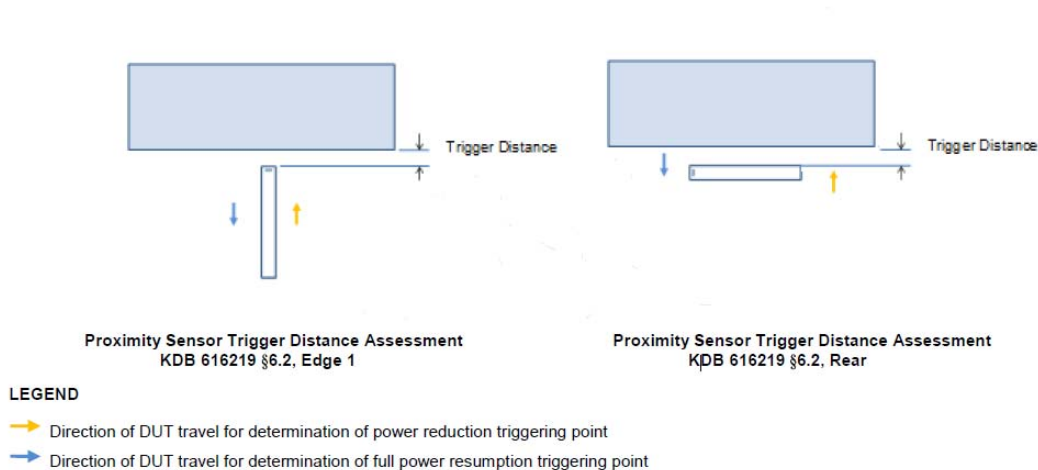 Trigger Distance
Trigger Distance
Proximity Sensor Trigger Distance Assessment
KDB 616219 §6.2, Edge 1
Proximity Sensor Trigger Distance Assessment
KDB 616219 §6.2, Rear
LEGEND
Direction of DUT travel for determination of power reduction triggering point
Direction of DUT travel for determination of full power resumption triggering point